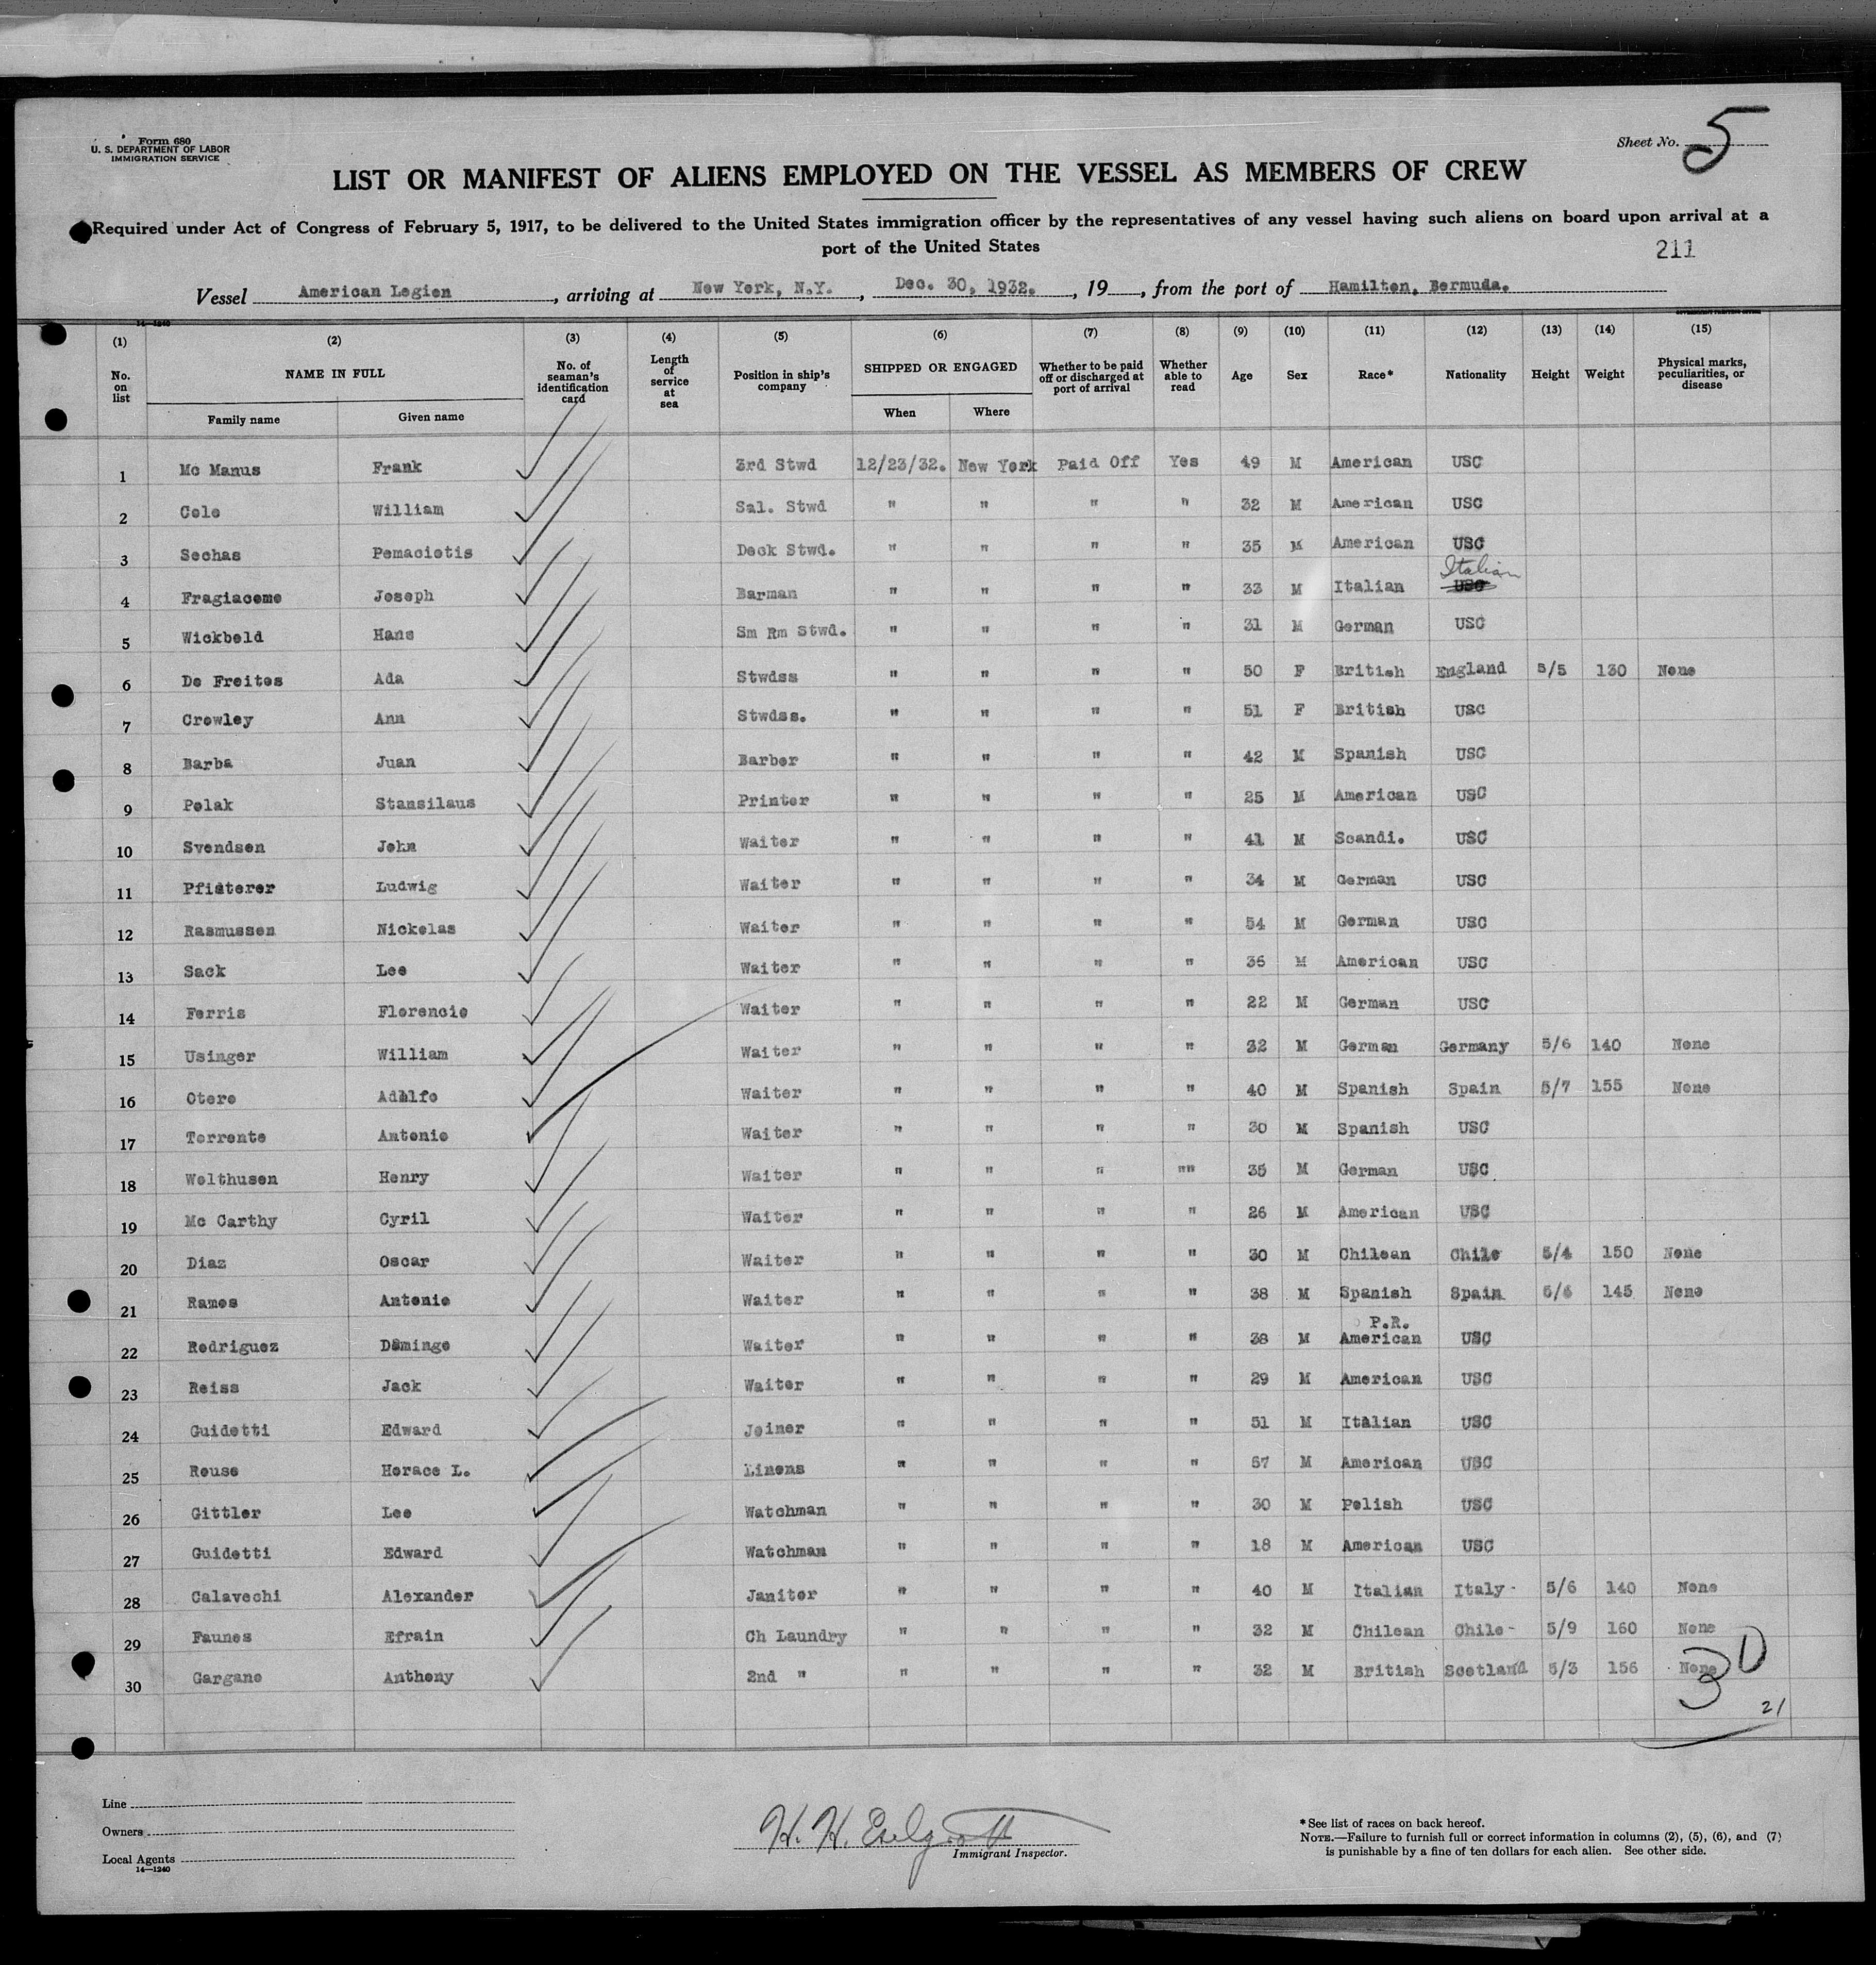 Form 680
U. S. DEPARTMENT OF LABOR
IMMIGRATION SERVICE
Sheet No. 5
LIST OR MANIFEST OF ALIENS EMPLOYED ON THE VESSEL AS MEMBERS OF CREW
Required under Act of Congress of February 5, 1917, to be delivered to the United States immigration officer by the representatives of any vessel having such aliens on board upon arrival at a
port of the United States
211
Vessel American Legion, arriving at New York, N.Y., Dec. 30, 1932., 19, from the port of Hamilton, Bermuda.
14—1240
(1) (2) (3) (4) (5) (6) (7) (8) (9) (10) (11) (12) (13) (14) (15)
No. on list NAME IN FULL Family name Given name No. of seaman's identification card Length of service at sea Position in ship's company SHIPPED OR ENGAGED When Where Whether to be paid off or discharged at port of arrival Whether able to read Age Sex Race* Nationality Height Weight Physical marks, peculiarities, or disease
1 Mc Manus Frank 3rd Stwd 12/23/32. New York Paid Off Yes 49 M American USC
2 Cole William Sal. Stwd " " " " 32 M American USC
3 Sechas Pemaciotis Deck Stwd. " " " " 35 M American USC
Italian
4 Fragiacome Joseph Barman " " " " 33 M Italian USC
5 Wickbold Hans Sm Rm Stwd. " " " " 31 M German USC
6 De Freites Ada Stwdss " " " " 50 F British England 5/5 130 None
7 Crowley Ann Stwdss. " " " " 51 F British USC
8 Barba Juan Barber " " " " 42 M Spanish USC
9 Polak Stansilaus Printer " " " " 25 M American USC
10 Svendsen John Waiter " " " " 41 M Scandi. USC
11 Pfisterer Ludwig Waiter " " " " 34 M German USC
12 Rasmussen Nickolas Waiter " " " " 54 M German USC
13 Sack Lee Waiter " " " " 36 M American USC
14 Ferris Florencio Waiter " " " " 22 M German USC
15 Usinger William Waiter " " " " 32 M German Germany 5/6 140 None
16 Otero Adolfo Waiter " " " " 40 M Spanish Spain 5/7 155 None
17 Torrente Antonio Waiter " " " " 30 M Spanish USC
18 Welthusen Henry Waiter " " " "" 35 M German USC
19 Mc Carthy Cyril Waiter " " " " 26 M American USC
20 Diaz Oscar Waiter " " " " 30 M Chilean Chile 5/4 150 None
21 Ramos Antonio Waiter " " " " 38 M Spanish Spain 5/6 145 None
P.R.
22 Rodriguez Domingo Waiter " " " " 38 M American USC
23 Reiss Jack Waiter " " " " 29 M American USC
24 Guidetti Edward Joiner " " " " 51 M Italian USC
25 Rouse Horace L. Linens " " " " 57 M American USC
26 Gittler Lee Watchman " " " " 30 M Polish USC
27 Guidetti Edward Watchman " " " " 18 M American USC
28 Calavechi Alexander Janitor " " " " 40 M Italian Italy - 5/6 140 None
29 Faunes Efrain Ch Laundry " " " " 32 M Chilean Chile - 5/9 160 None
30 Gargano Anthony 2nd " " " " " 32 M British Scotland 5/3 156 None
30
21
Line
Owners
Local Agents
14—1240
H. H.
Immigrant Inspector.
* See list of races on back hereof.
NOTE.—Failure to furnish full or correct information in columns (2), (5), (6), and (7)
is punishable by a fine of ten dollars for each alien. See other side.